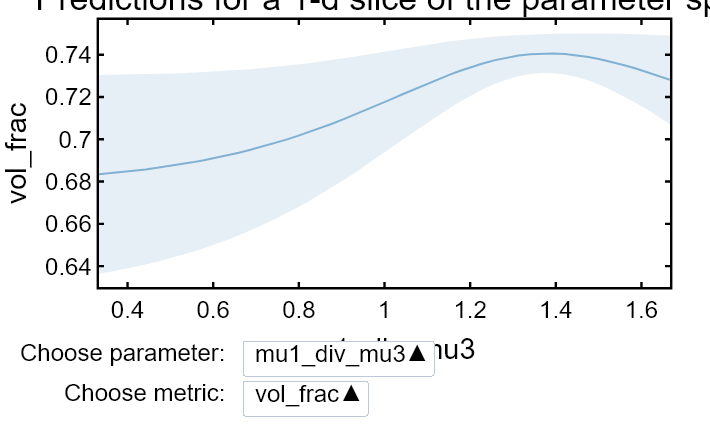 Predictions for a 1-d slice of the parameter sp
0.74
0.72
0.7
0.68
0.66
0.64
vol_frac
0.4 0.6 0.8 1 1.2 1.4 1.6
mu3
Choose parameter: mu1_div_mu3▲
Choose metric: vol_frac▲